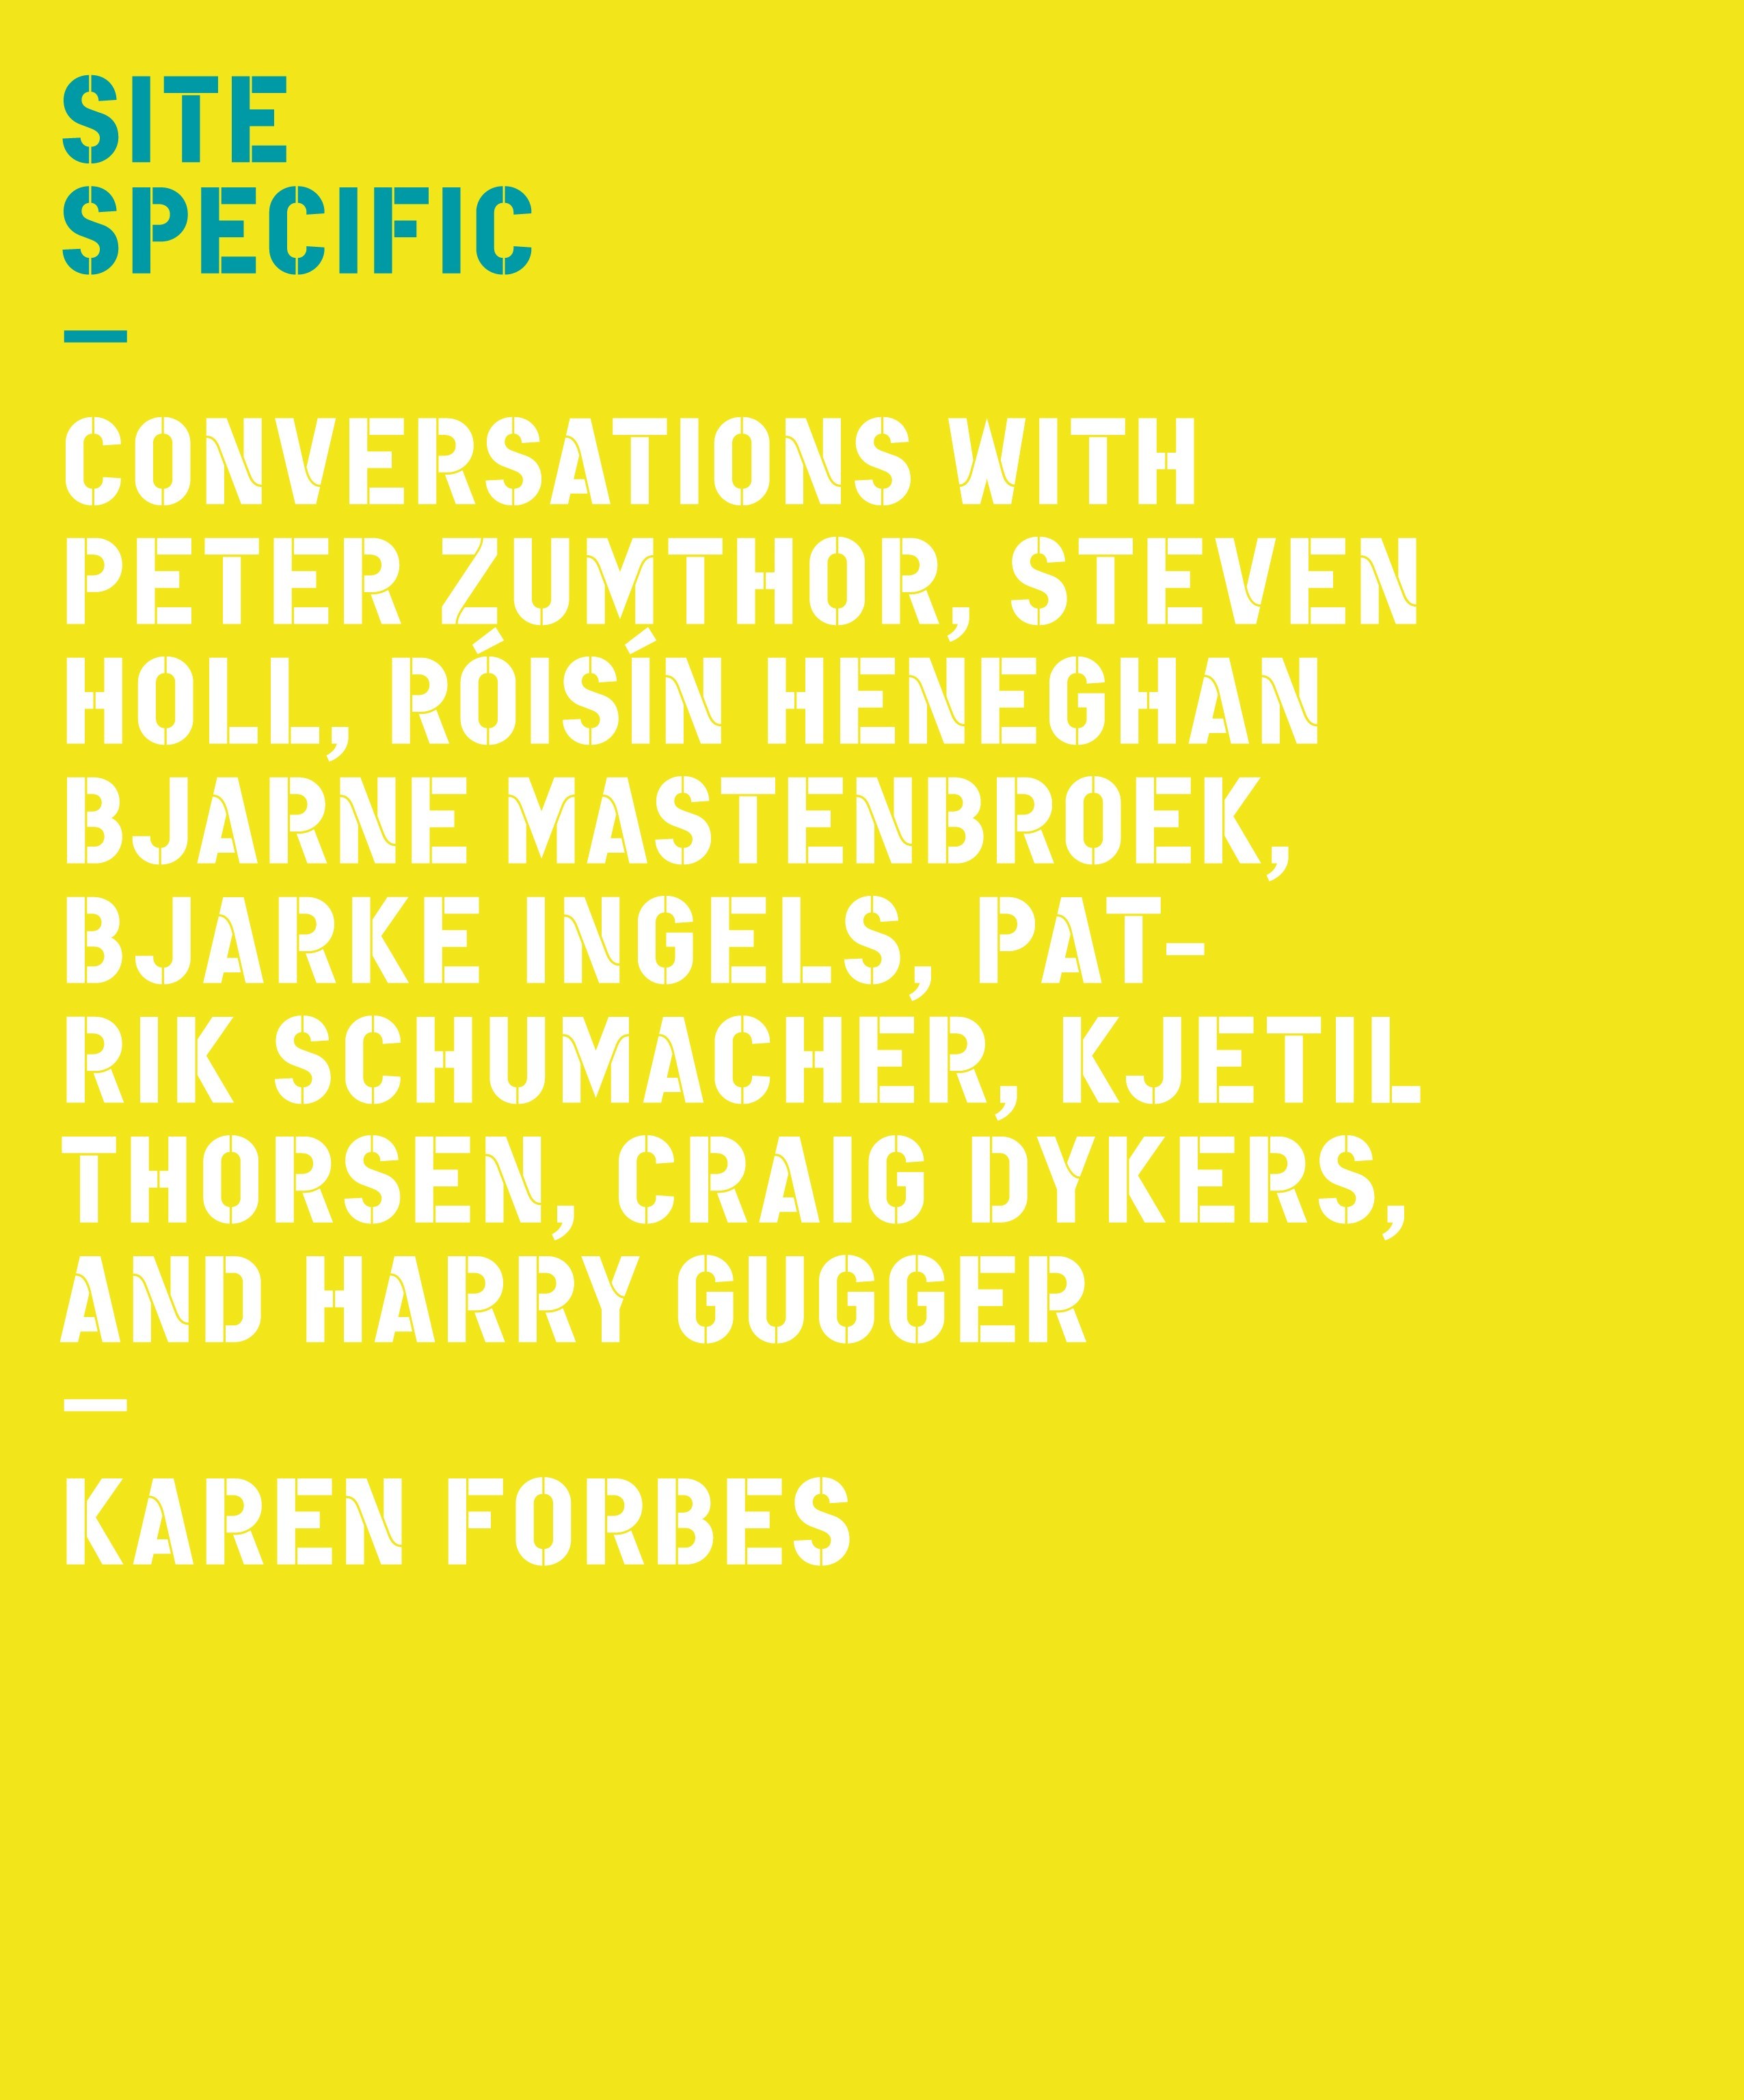 SITE
SPECIFIC
—
CONVERSATIONS WITH
PETER ZUMTHOR, STEVEN
HOLL, RÓISÍN HENEGHAN
BJARNE MASTENBROEK,
BJARKE INGELS, PAT-
RIK SCHUMACHER, KJETIL
THORSEN, CRAIG DYKERS,
AND HARRY GUGGER
—
KAREN FORBES